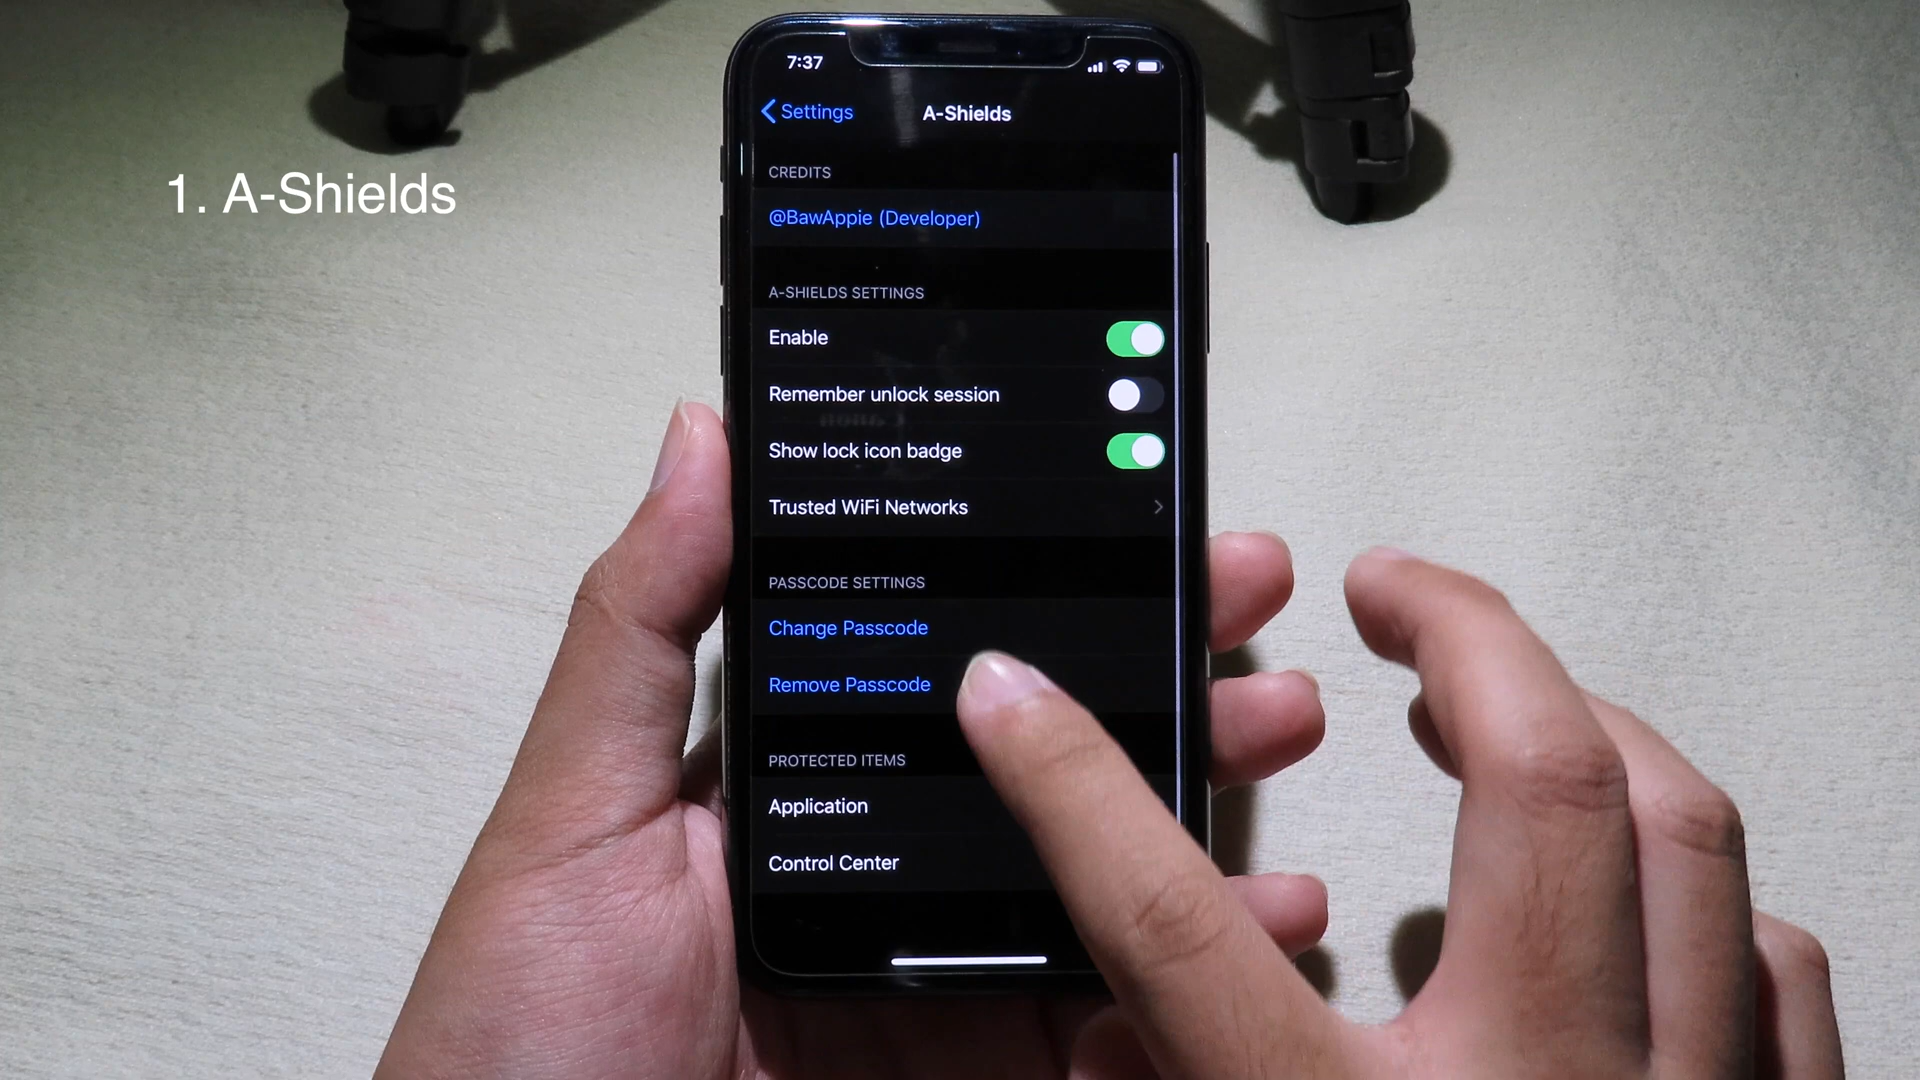 1. A-Shields
7:37
Settings
A-Shields
CREDITS
@BawAppie (Developer)
A-SHIELDS SETTINGS
Enable
Remember unlock session
Show lock icon badge
Trusted WiFi Networks
PASSCODE SETTINGS
Change Passcode
Remove Passcode
PROTECTED ITEMS
Application
Control Center